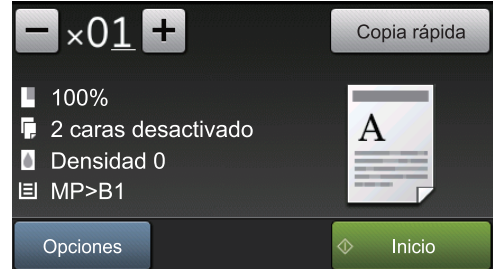 ×01
Copia rápida
100%
2 caras desactivado
Densidad 0
MP>B1
A
Opciones
Inicio